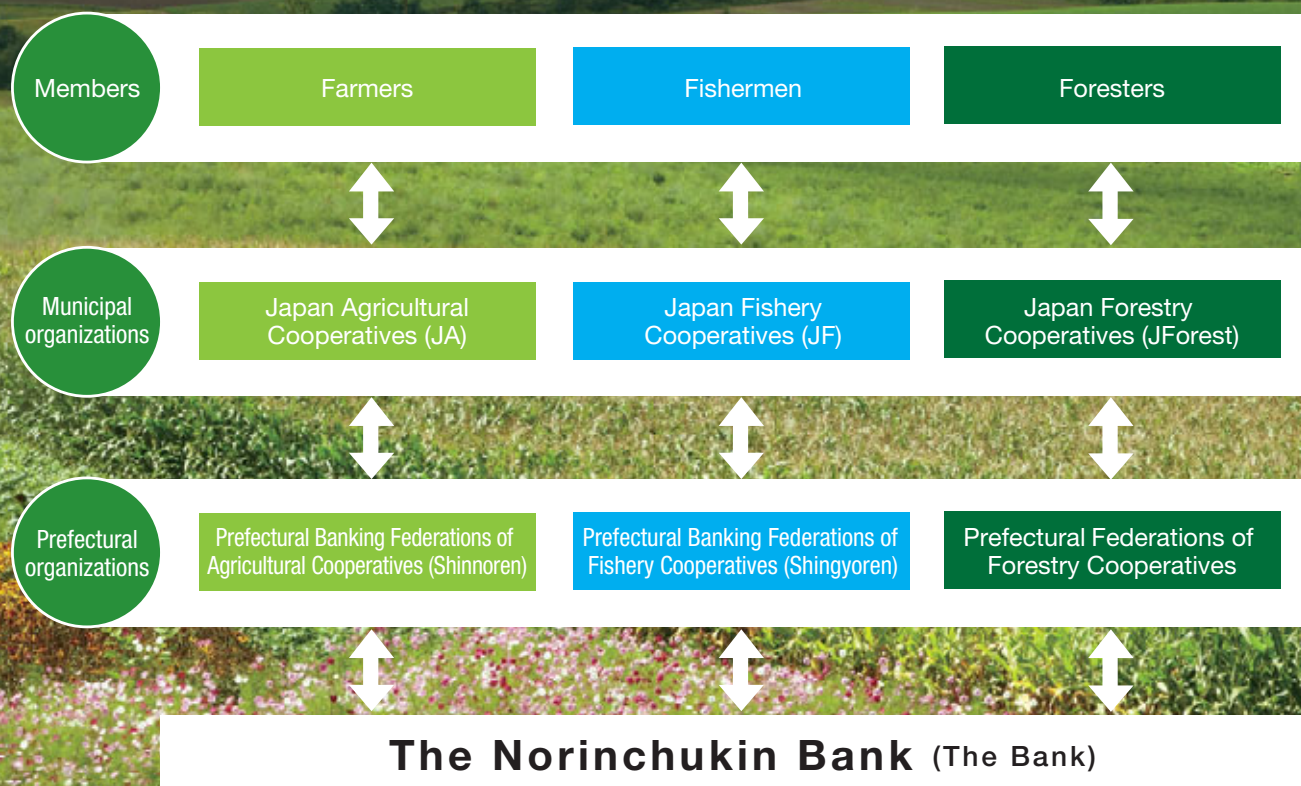 Members
Farmers
Fishermen
Foresters
Municipal
organizations
Japan Agricultural
Cooperatives (JA)
Japan Fishery
Cooperatives (JF)
Japan Forestry
Cooperatives (JForest)
Prefectural
organizations
Prefectural Banking Federations of
Agricultural Cooperatives (Shinnoren)
Prefectural Banking Federations of
Fishery Cooperatives (Shingyoren)
Prefectural Federations of
Forestry Cooperatives
The Norinchukin Bank (The Bank)